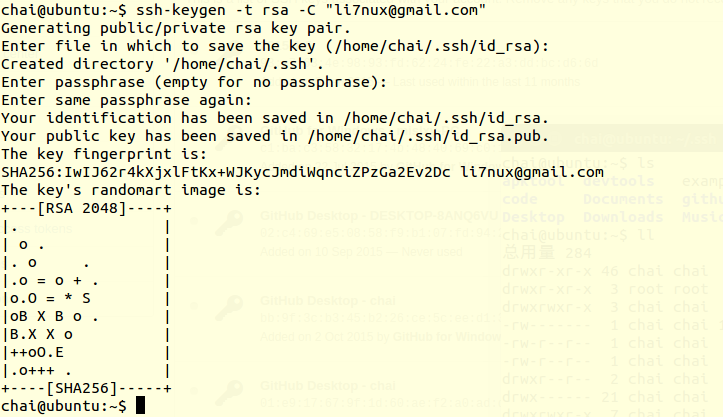 chai@ubuntu:~$ ssh-keygen -t rsa -C "li7nux@gmail.com"
Generating public/private rsa key pair.
Enter file in which to save the key (/home/chai/.ssh/id_rsa):
Created directory '/home/chai/.ssh'.
Enter passphrase (empty for no passphrase):
Enter same passphrase again:
Your identification has been saved in /home/chai/.ssh/id_rsa.
Your public key has been saved in /home/chai/.ssh/id_rsa.pub.
The key fingerprint is:
SHA256:IwIJ62r4kXjxlFtKx+WJKycJmdiWqnciZPzGa2Ev2Dc li7nux@gmail.com
The key's randomart image is:
+---[RSA 2048]----+
|.                |
| o .             |
|. o     .        |
|.o = o + .       |
|o.O = * S        |
|oB X B o .       |
|B.X X o          |
|++oO.E           |
|.o+++ .          |
+----[SHA256]-----+
chai@ubuntu:~$
chai@ubuntu:~$ ls
devtools
code Documents
Desktop Downloads
chai@ubuntu:~$ ll
总用量 284
drwxr-xr-x 46 chai chai
drwxr-xr-x 3 root root
drwxrwxr-x 3 chai chai
-rw------- 1 chai chai
-rw-r--r-- 1 chai chai
-rw-r--r-- 1 chai chai
drwxr-xr-x 2 chai chai
drwx------ 21 chai chai
drwxrwxr-x 7 chai chai
GitHub Desktop - DESKTOP-8ANQ6VU
Added on 10 Sep 2015 — Never used
GitHub Desktop - chai
Added on 2 Oct 2015 by GitHub for Window
GitHub Desktop - chai